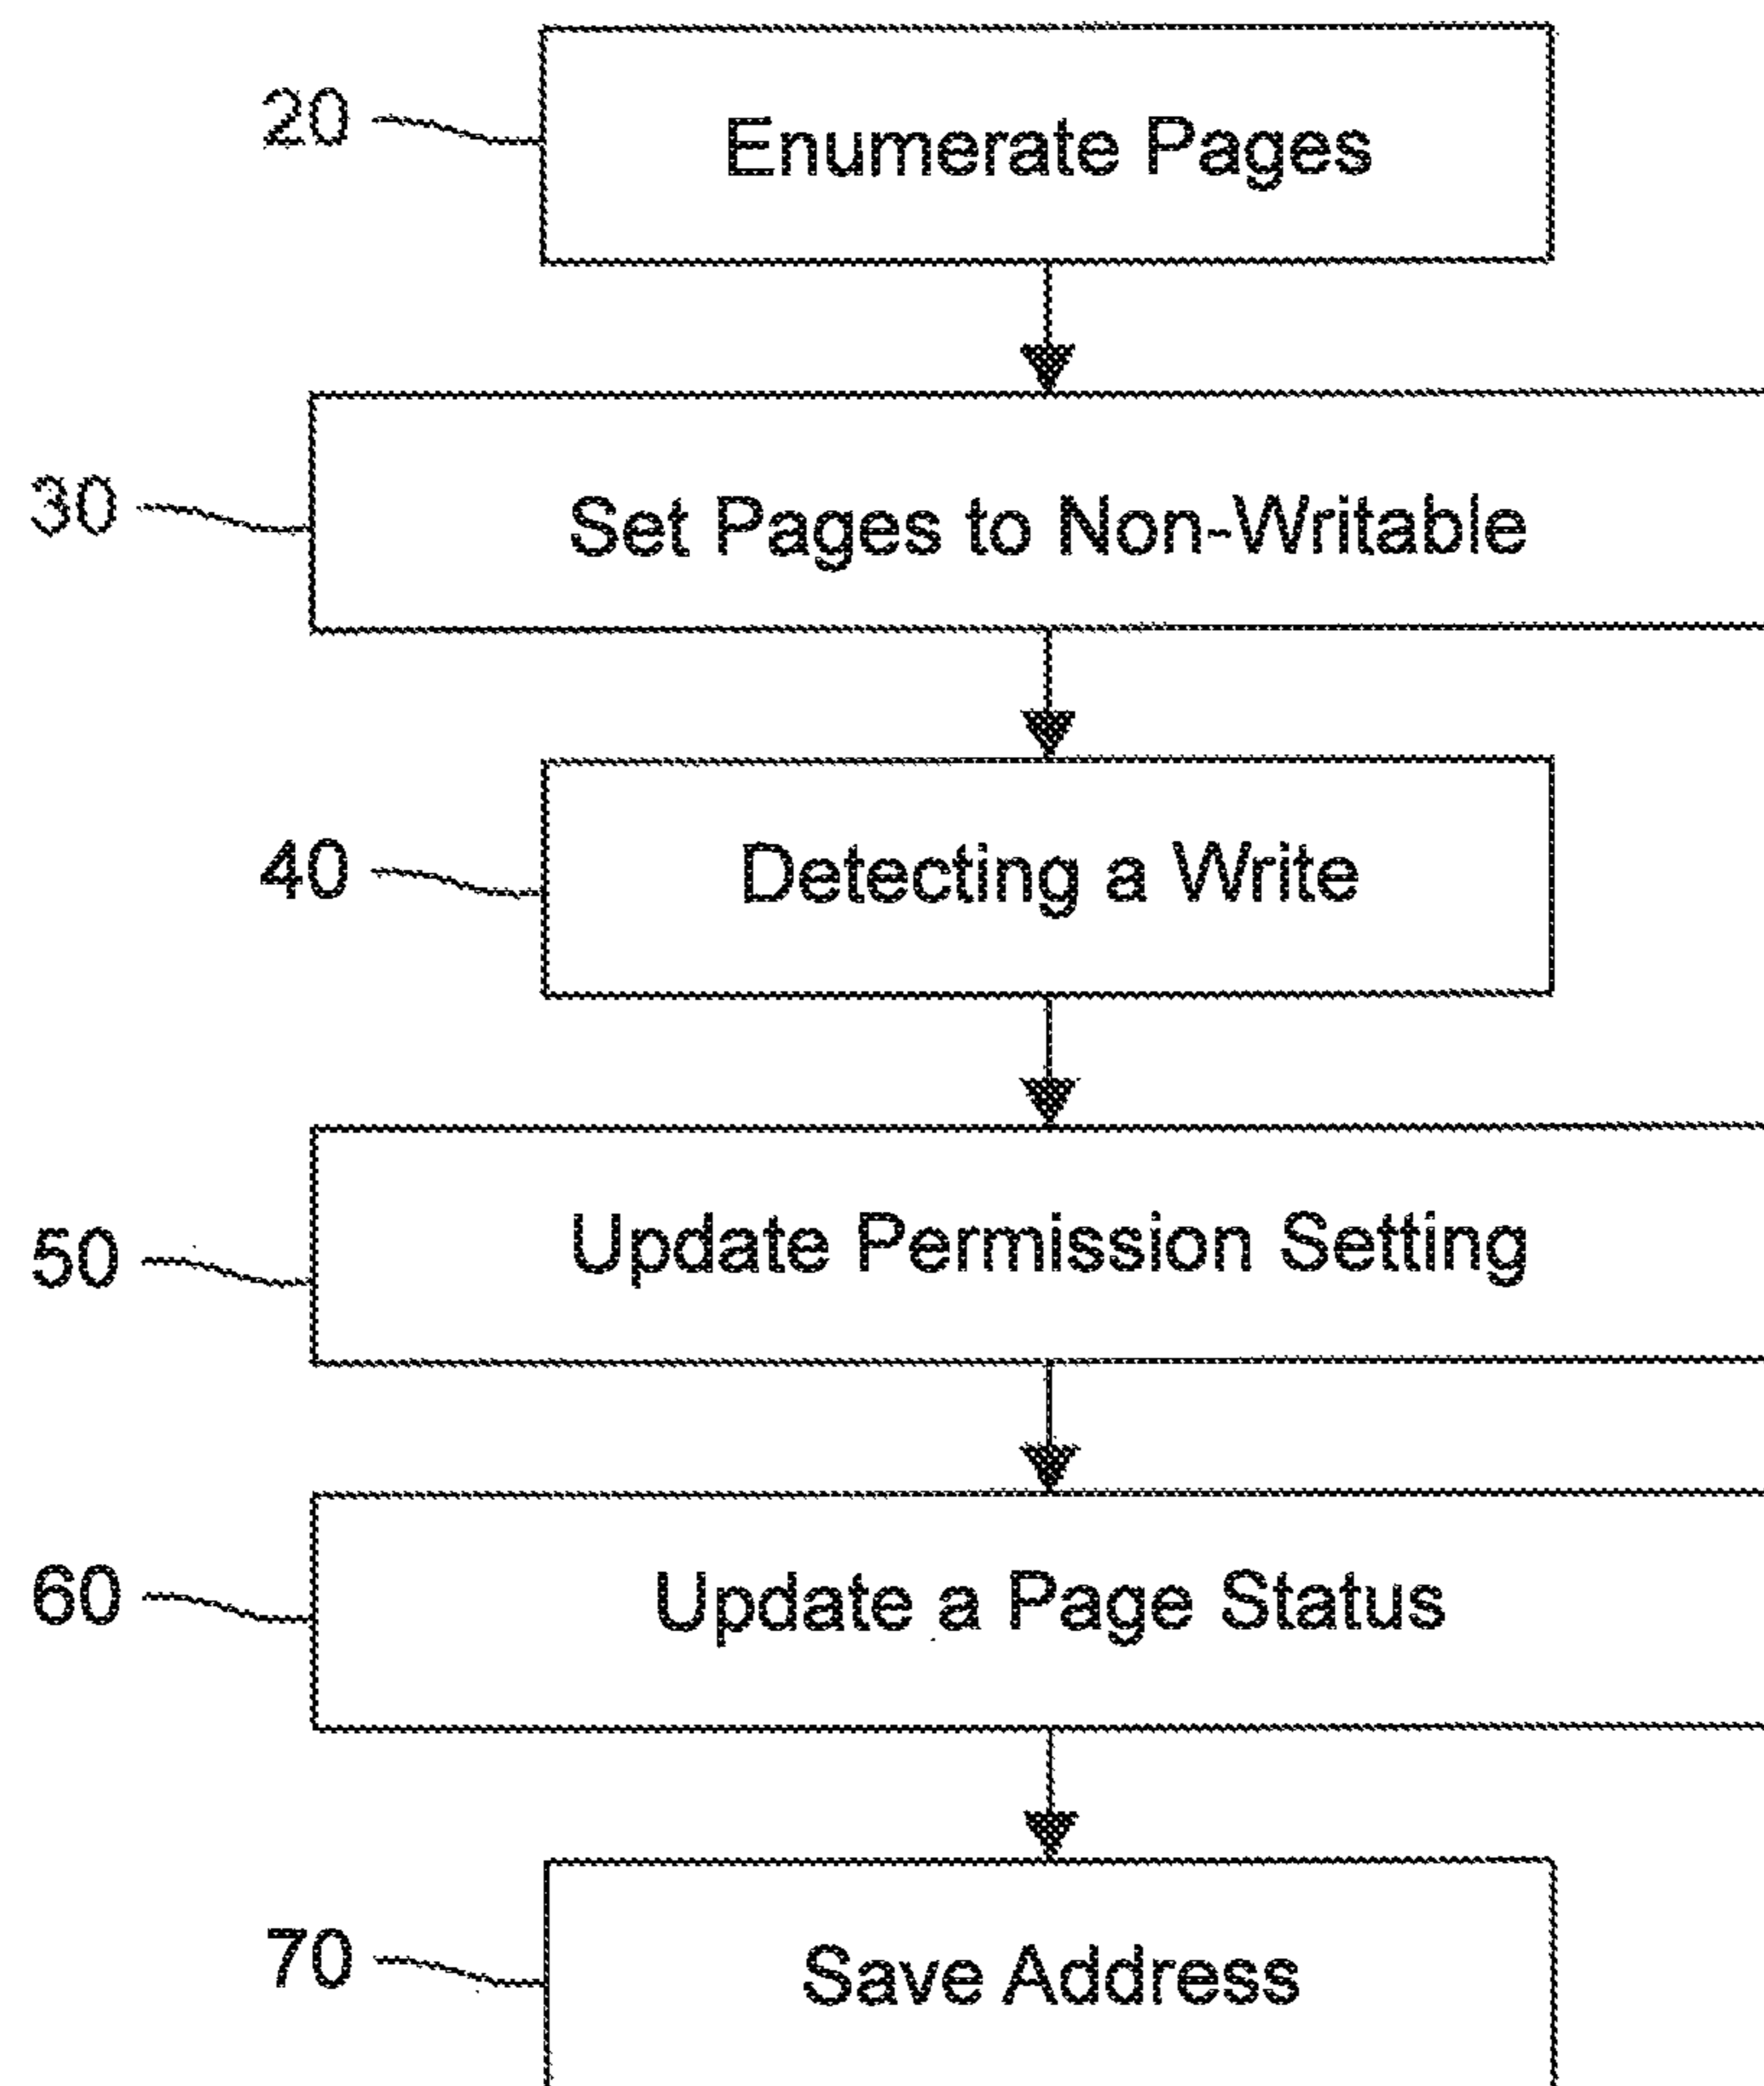 20 Enumerate Pages
30 Set Pages to Non-Writable
40 Detecting a Write
50 Update Permission Setting
60 Update a Page Status
70 Save Address